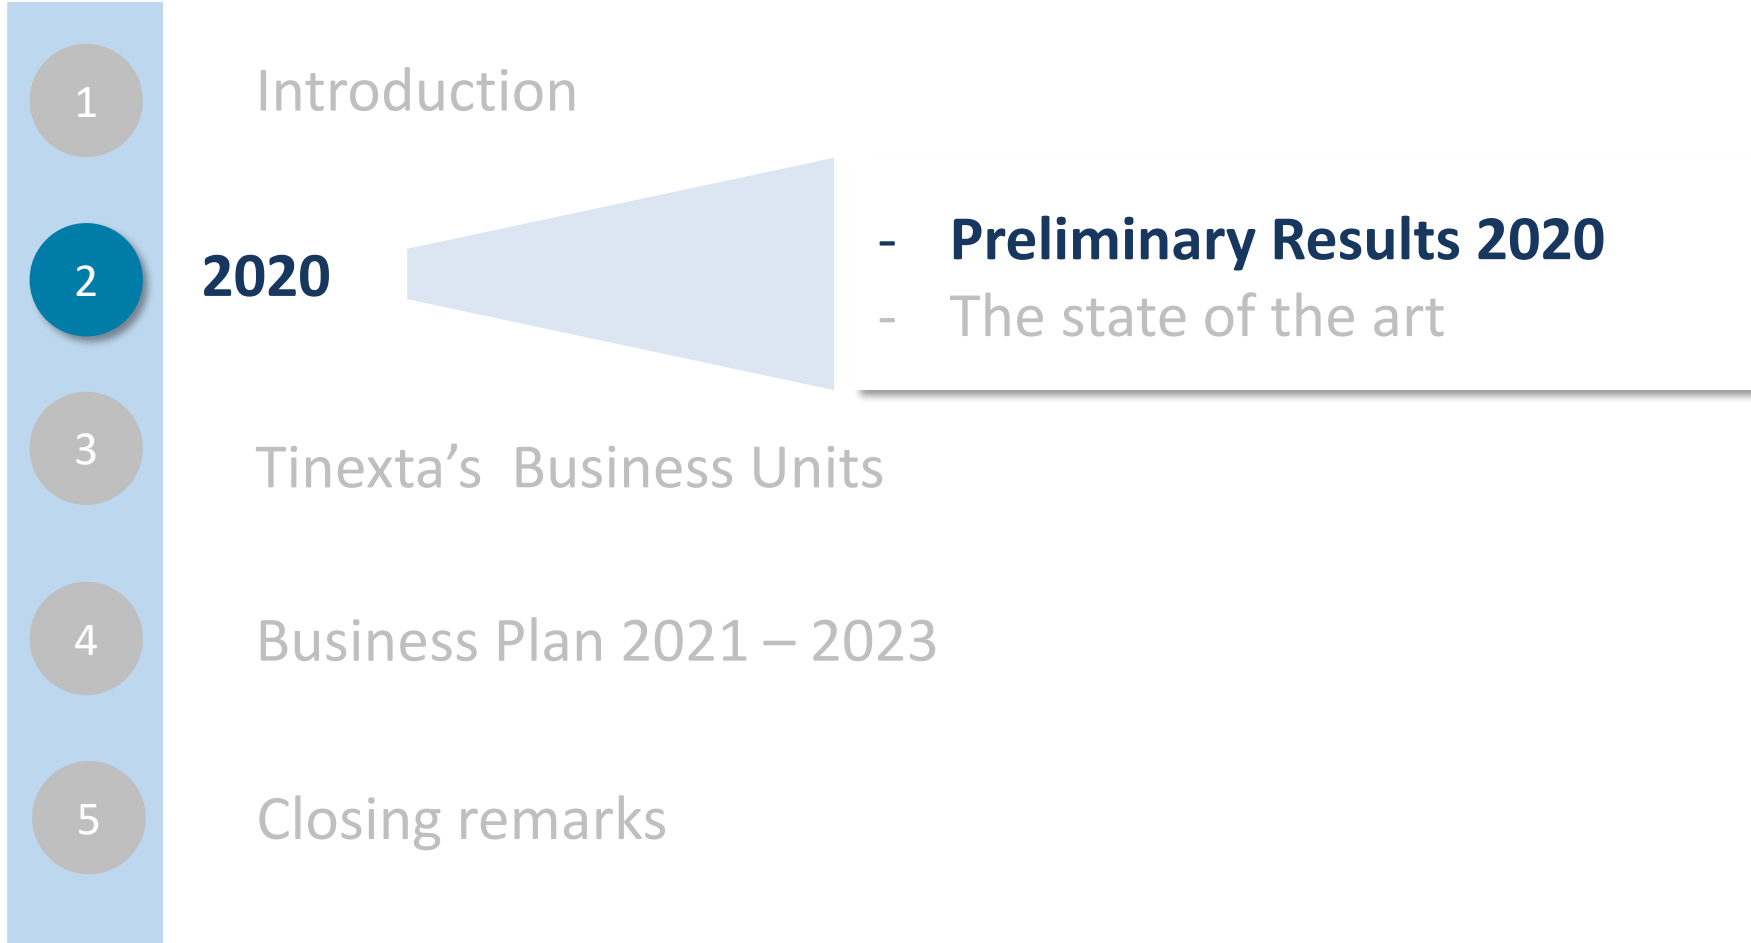 1 Introduction
2 2020
- Preliminary Results 2020
- The state of the art
3 Tinexta’s  Business Units
4 Business Plan 2021 – 2023
5 Closing remarks